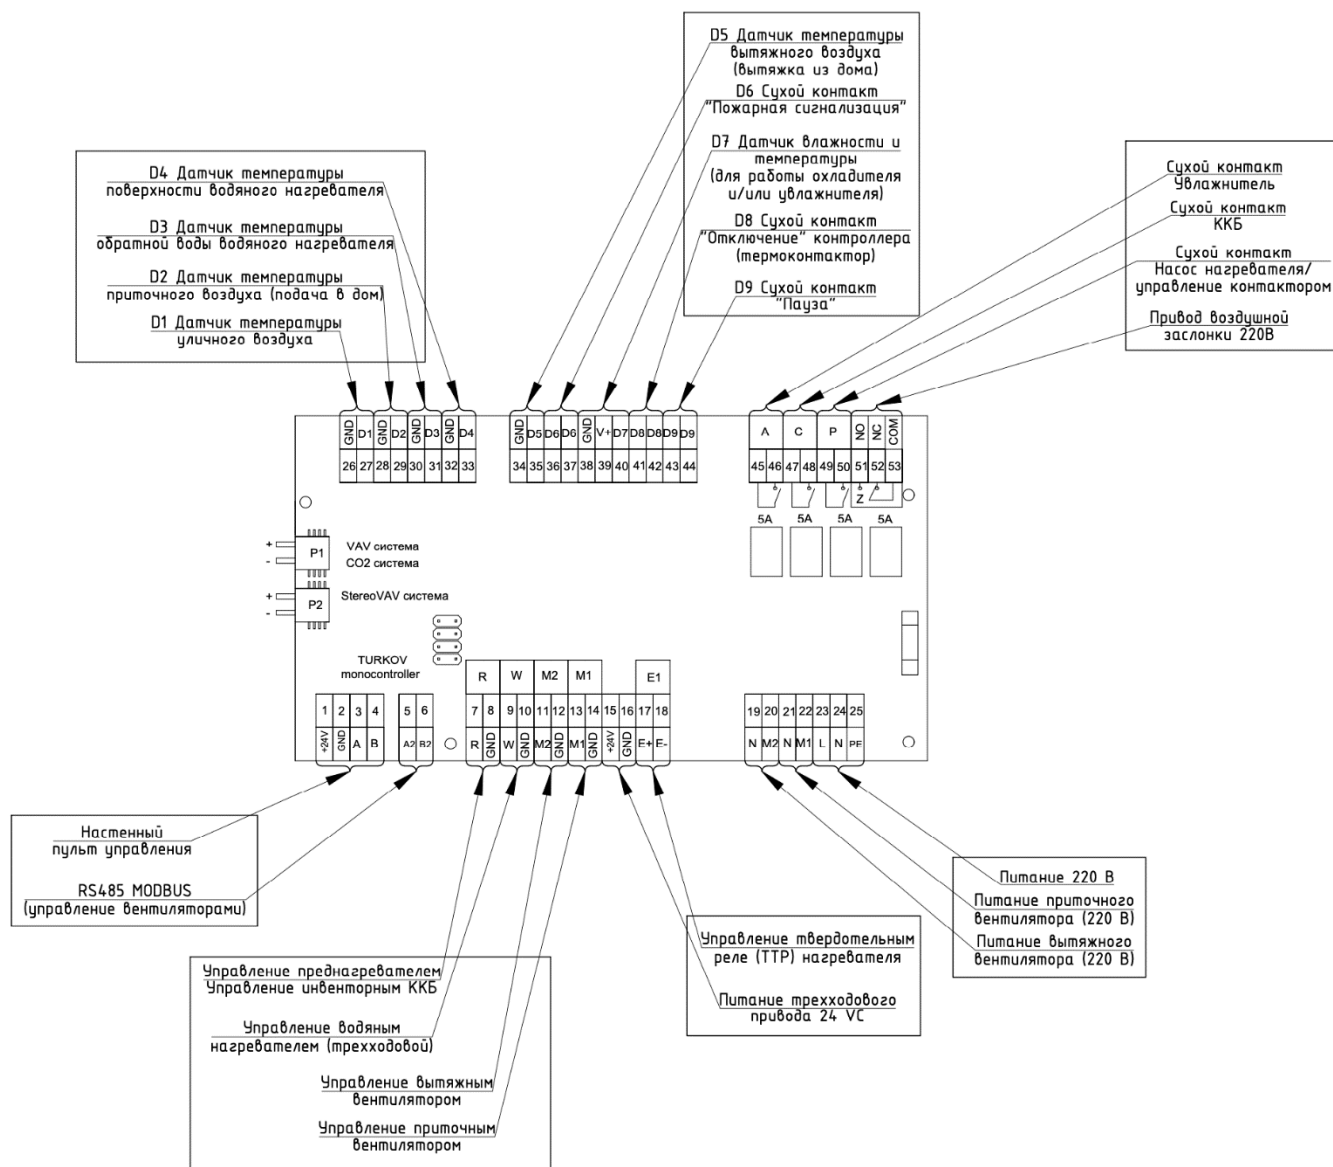 D5 Датчик температуры
вытяжного воздуха
(вытяжка из дома)
D6 Сухой контакт
"Пожарная сигнализация"
D7 Датчик влажности и
температуры
(для работы охладителя
и/или увлажнителя)
D8 Сухой контакт
"Отключение" контроллера
(термоконтактор)
D9 Сухой контакт
"Пауза"
D4 Датчик температуры
поверхности водяного нагревателя
D3 Датчик температуры
обратной воды водяного нагревателя
D2 Датчик температуры
приточного воздуха (подача в дом)
D1 Датчик температуры
уличного воздуха
Сухой контакт
Увлажнитель
Сухой контакт
ККБ
Сухой контакт
Насос нагревателя/
управление контактором
Привод воздушной
заслонки 220В
GND D1 GND D2 GND D3 GND D4
26 27 28 29 30 31 32 33
GND D5 D6 D6 GND V+ D7 D8 D8 D9 D9
34 35 36 37 38 39 40 41 42 43 44
A C P NO NC COM
45 46 47 48 49 50 51 52 53
Z
5A 5A 5A 5A
+ P1 VAV система
- CO2 система
+ P2 StereoVAV система
-
TURKOV
monocontroller
R W M2 M1 E1
1 2 3 4 5 6 7 8 9 10 11 12 13 14 15 16 17 18 19 20 21 22 23 24 25
+24V GND A B A2 B2 R GND W GND M2 GND M1 GND +24V GND E+ E- N M2 N M1 L N PE
Настенный
пульт управления
RS485 MODBUS
(управление вентиляторами)
Управление преднагревателем
Управление инвенторным ККБ
Управление водяным
нагревателем (трехходовой)
Управление вытяжным
вентилятором
Управление приточным
вентилятором
Управление твердотельным
реле (ТТР) нагревателя
Питание трехходового
привода 24 VC
Питание 220 В
Питание приточного
вентилятора (220 В)
Питание вытяжного
вентилятора (220 В)